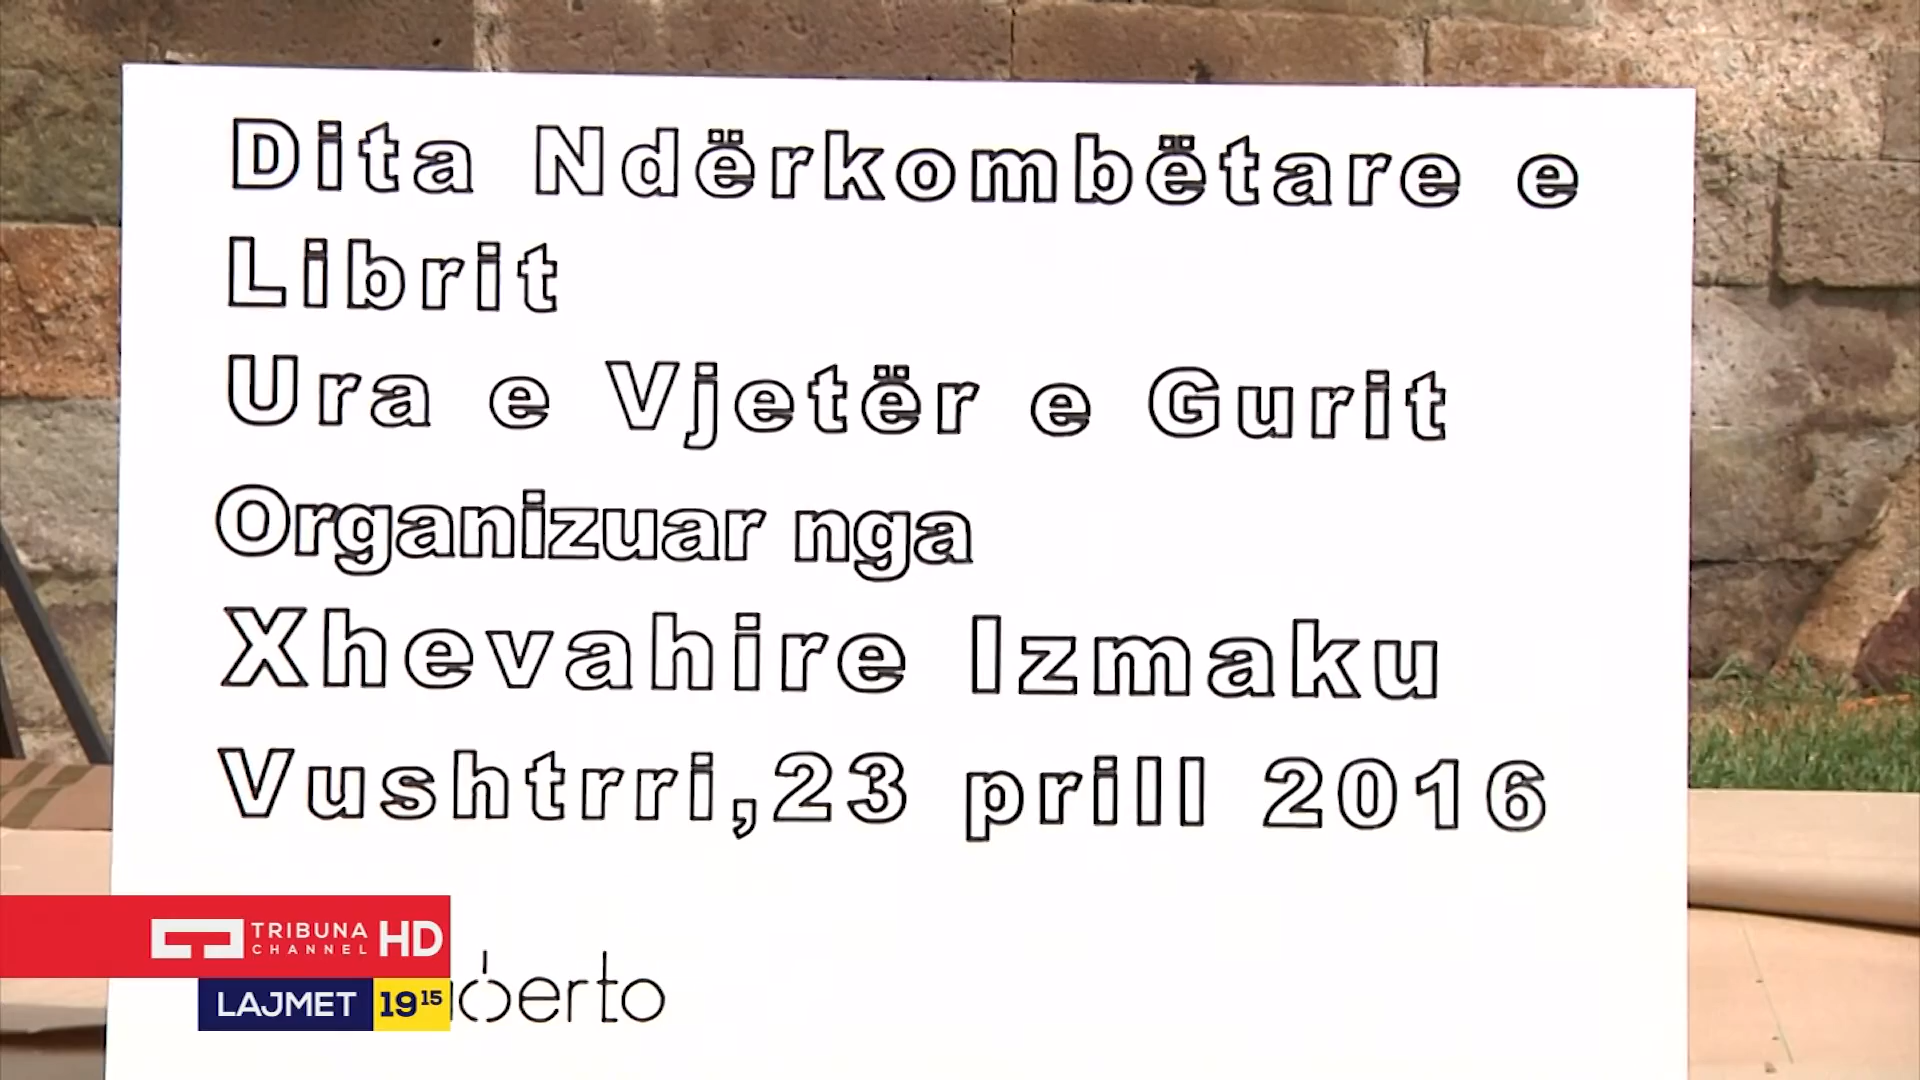 Dita Ndërkombëtare e
Librit
Ura e Vjetër e Gurit
Organizuar nga
Xhevahire Izmaku
Vushtrri,23 prill 2016
TRIBUNA
CHANNEL
HD
LAJMET 19 15